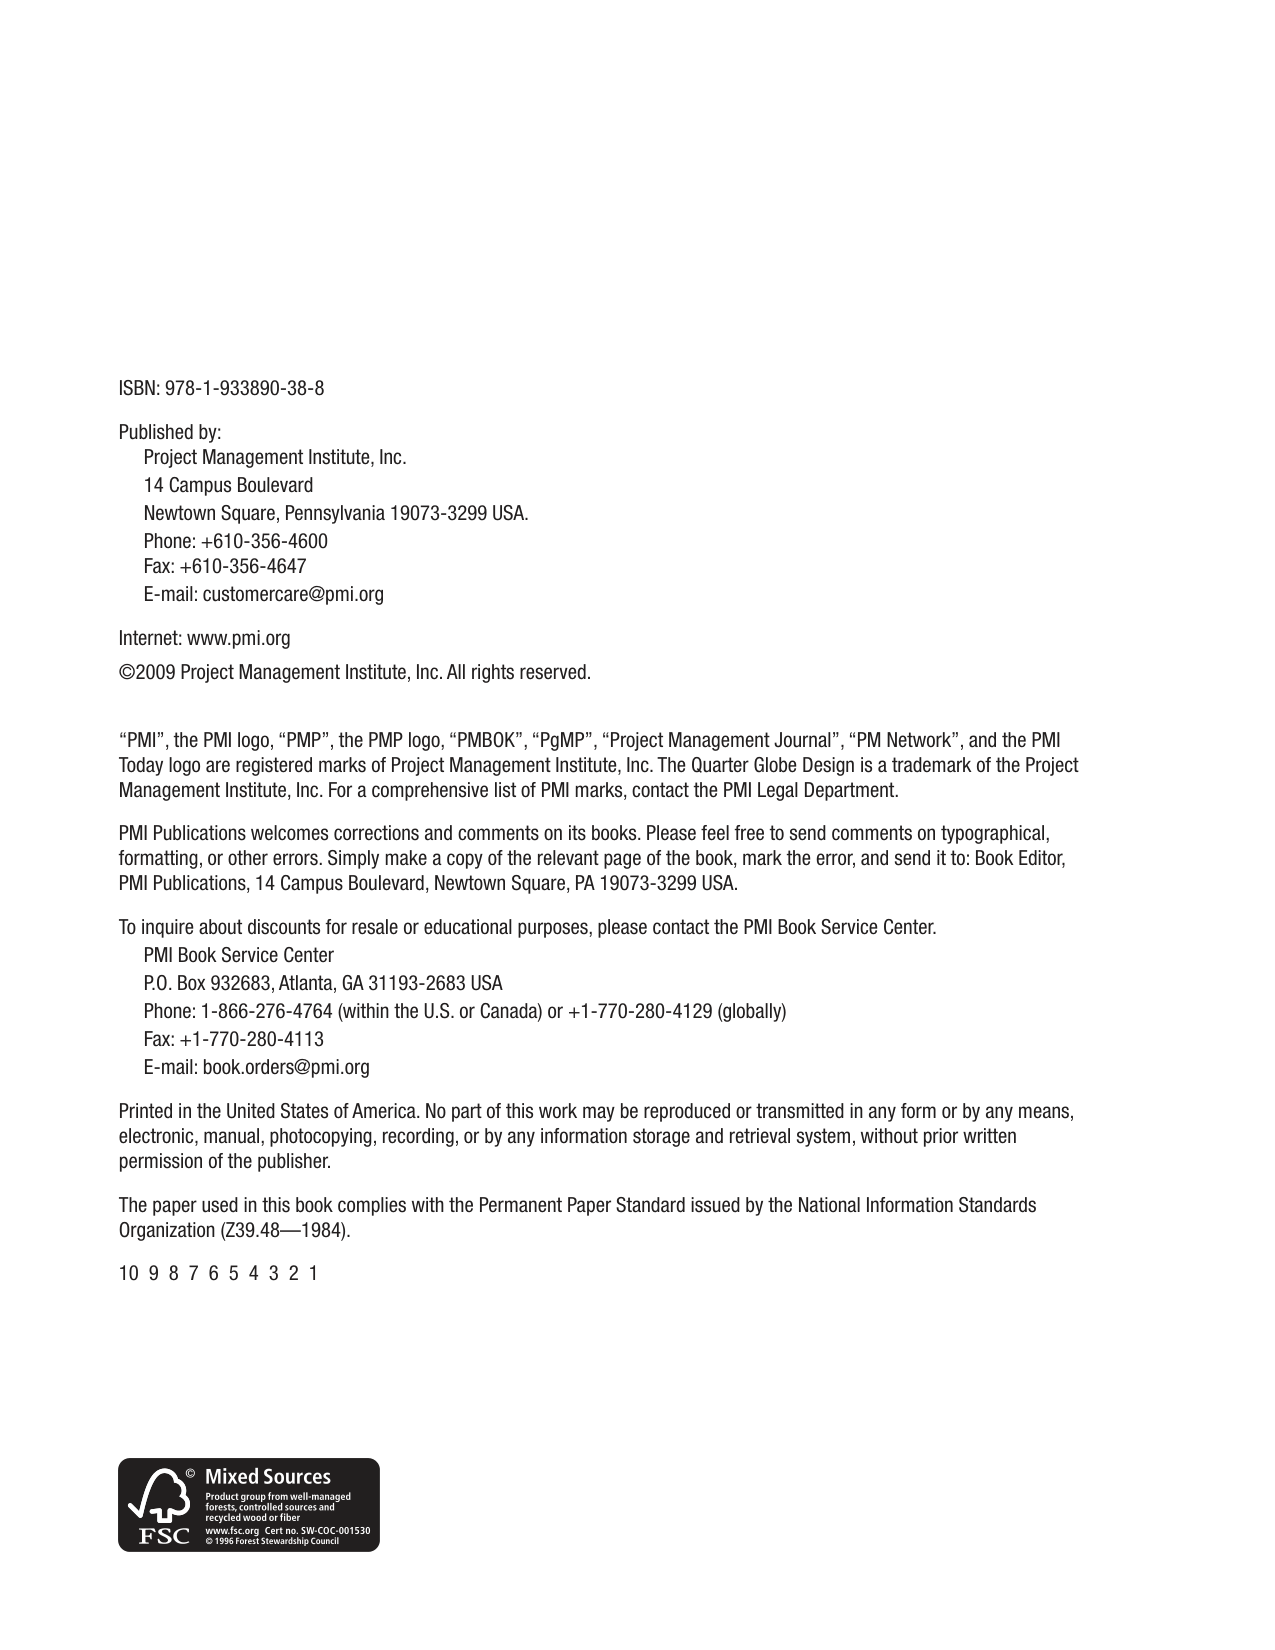 ISBN: 978-1-933890-38-8
Published by:
Project Management Institute, Inc.
14 Campus Boulevard
Newtown Square, Pennsylvania 19073-3299 USA.
Phone: +610-356-4600
Fax: +610-356-4647
E-mail: customercare@pmi.org
Internet: www.pmi.org
©2009 Project Management Institute, Inc. All rights reserved.
“PMI”, the PMI logo, “PMP”, the PMP logo, “PMBOK”, “PgMP”, “Project Management Journal”, “PM Network”, and the PMI
Today logo are registered marks of Project Management Institute, Inc. The Quarter Globe Design is a trademark of the Project
Management Institute, Inc. For a comprehensive list of PMI marks, contact the PMI Legal Department.
PMI Publications welcomes corrections and comments on its books. Please feel free to send comments on typographical,
formatting, or other errors. Simply make a copy of the relevant page of the book, mark the error, and send it to: Book Editor,
PMI Publications, 14 Campus Boulevard, Newtown Square, PA 19073-3299 USA.
To inquire about discounts for resale or educational purposes, please contact the PMI Book Service Center.
PMI Book Service Center
P.O. Box 932683, Atlanta, GA 31193-2683 USA
Phone: 1-866-276-4764 (within the U.S. or Canada) or +1-770-280-4129 (globally)
Fax: +1-770-280-4113
E-mail: book.orders@pmi.org
Printed in the United States of America. No part of this work may be reproduced or transmitted in any form or by any means,
electronic, manual, photocopying, recording, or by any information storage and retrieval system, without prior written
permission of the publisher.
The paper used in this book complies with the Permanent Paper Standard issued by the National Information Standards
Organization (Z39.48—1984).
10 9 8 7 6 5 4 3 2 1
©
FSC
Mixed Sources
Product group from well-managed
forests, controlled sources and
recycled wood or fiber
www.fsc.org Cert no. SW-COC-001530
© 1996 Forest Stewardship Council